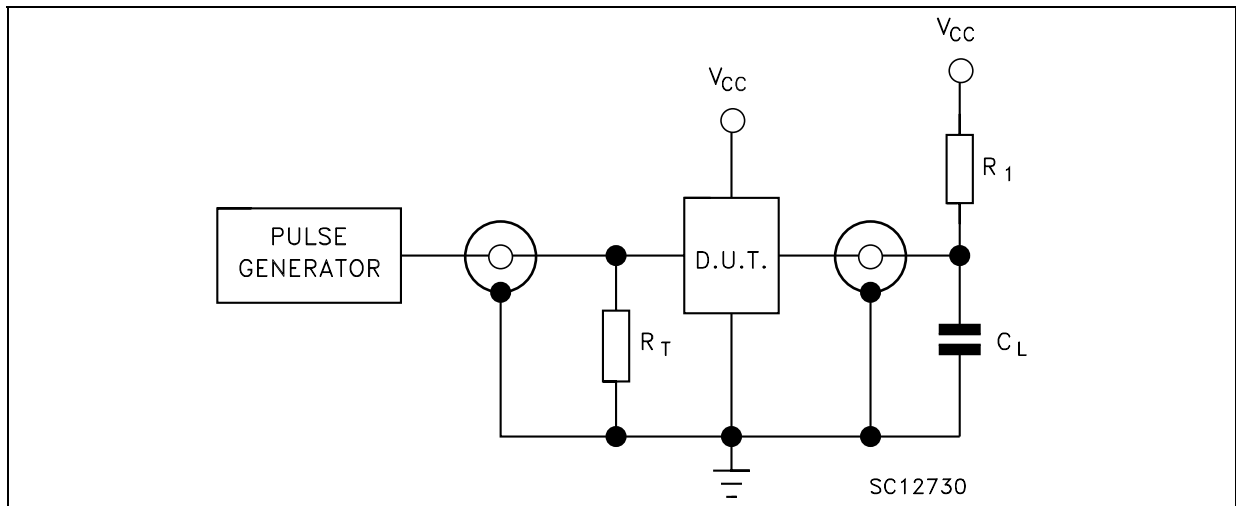 VCC
VCC
R1
PULSE
GENERATOR
D.U.T.
RT
CL
SC12730